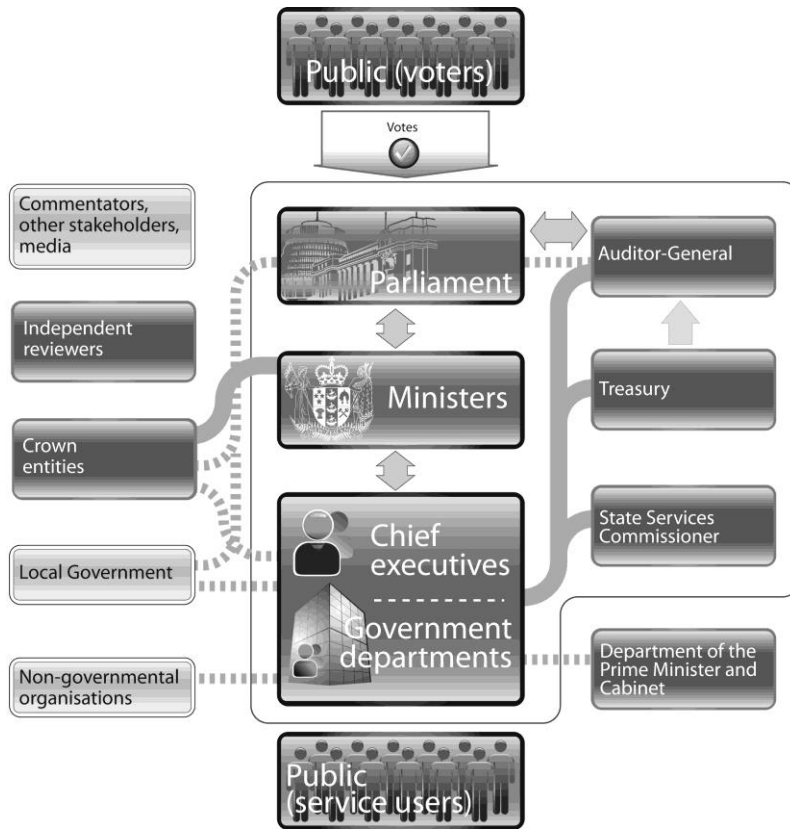 Public (voters)
Votes
Commentators,
other stakeholders,
media
Parliament
Auditor-General
Independent
reviewers
Ministers
Treasury
Crown
entities
Chief
executives
State Services
Commissioner
Local Government
Government
departments
Department of the
Prime Minister and
Cabinet
Non-governmental
organisations
Public
(service users)